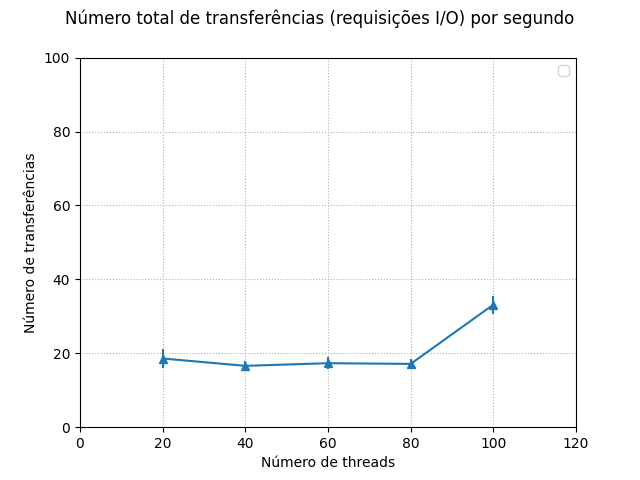 Número total de transferências (requisições I/O) por segundo
100
80
60
40
20
0
Número de transferências
0 20 40 60 80 100 120
Número de threads